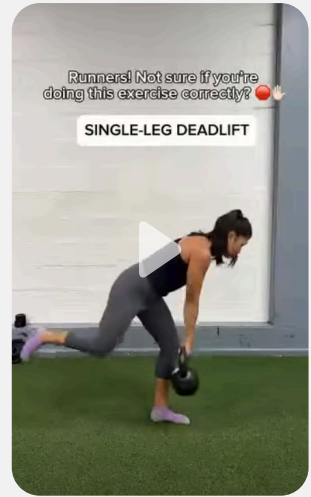 Runners! Not sure if you're
doing this exercise correctly? 🛑✋🏻
SINGLE-LEG DEADLIFT